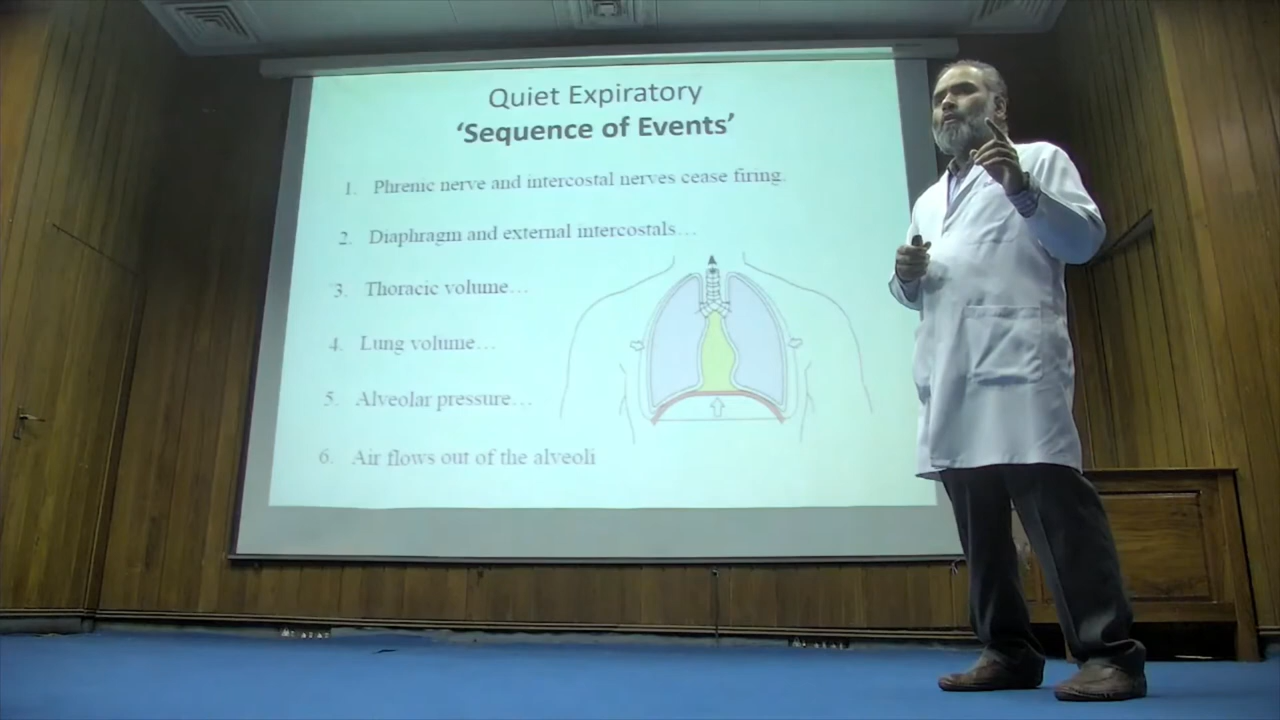 Quiet Expiratory
‘Sequence of Events’
1. Phrenic nerve and intercostal nerves cease firing.
2. Diaphragm and external intercostals…
3. Thoracic volume…
4. Lung volume…
5. Alveolar pressure…
6. Air flows out of the alveoli